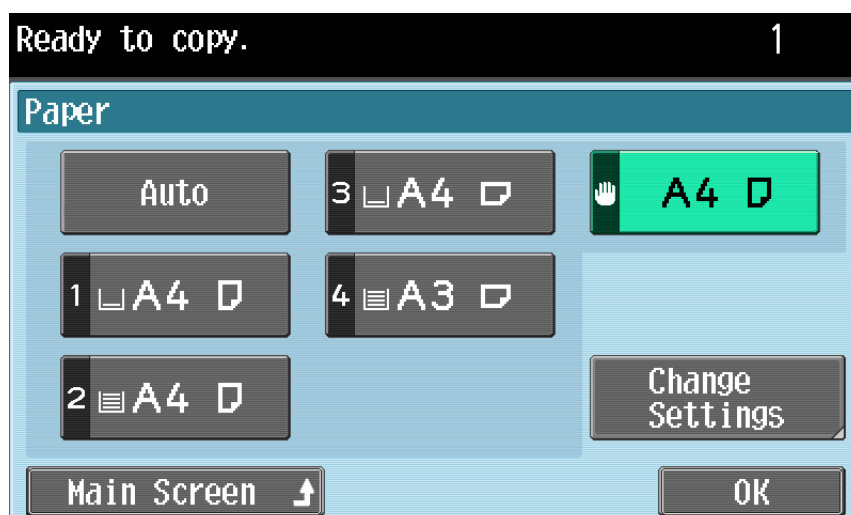 Ready to copy. 1
Paper
Auto
3 A4
A4
1 A4
4 A3
2 A4
Change
Settings
Main Screen
OK